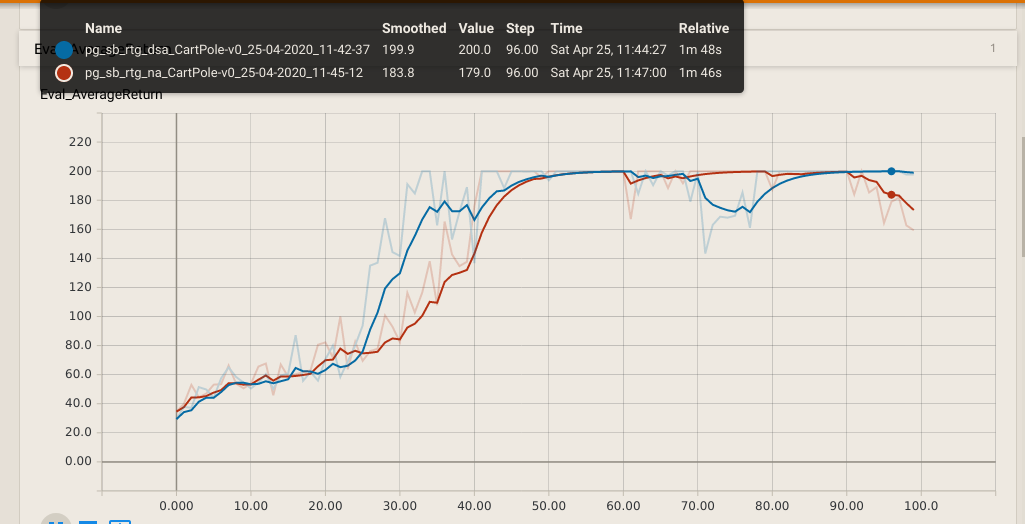 Name Smoothed Value Step Time Relative
pg_sb_rtg_dsa_CartPole-v0_25-04-2020_11-42-37 199.9 200.0 96.00 Sat Apr 25, 11:44:27 1m 48s
pg_sb_rtg_na_CartPole-v0_25-04-2020_11-45-12 183.8 179.0 96.00 Sat Apr 25, 11:47:00 1m 46s
1
Eval_AverageReturn
220
200
180
160
140
120
100
80.0
60.0
40.0
20.0
0.00
0.000 10.00 20.00 30.00 40.00 50.00 60.00 70.00 80.00 90.00 100.0